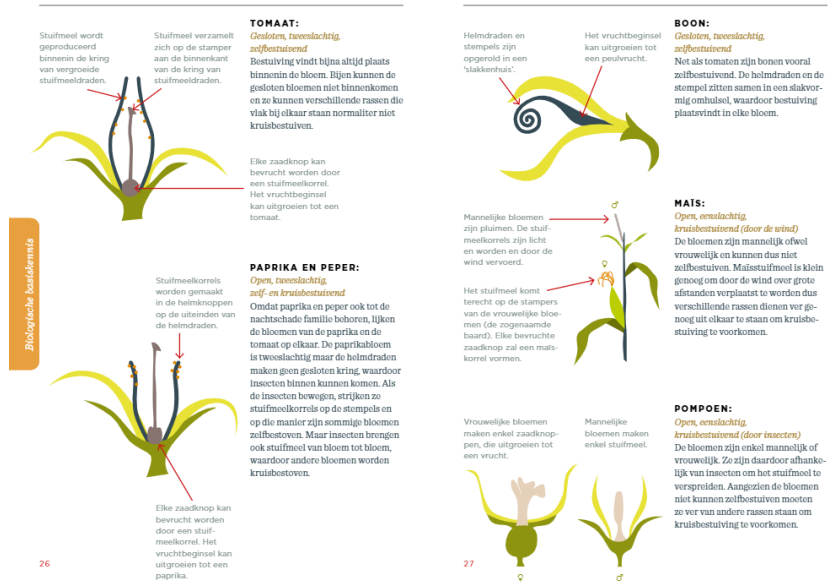 Stuifmeel wordt
geproduceerd
binnenin de kring
van vergroeide
stuifmeeldraden.
Stuifmeel verzamelt
zich op de stamper
aan de binnenkant
van de kring van
stuifmeeldraden.
TOMAAT:
Gesloten, tweeslachtig,
zelfbestuivend
Bestuiving vindt bijna altijd plaats
binnenin de bloem. Bijen kunnen de
gesloten bloemen niet binnenkomen
en ze kunnen verschillende rassen die
vlak bij elkaar staan normaliter niet
kruisbestuiven.
Elke zaadknop kan
bevrucht worden door
een stuifmeelkorrel.
Het vruchtbeginsel
kan uitgroeien tot een
tomaat.
Biologische basiskennis
Stuifmeelkorrels
worden gemaakt
in de helmknoppen
op de uiteinden van
de helmdraden.
PAPRIKA EN PEPER:
Open, tweeslachtig,
zelf- en kruisbestuivend
Omdat paprika en peper ook tot de
nachtschade familie behoren, lijken
de bloemen van de paprika en de
tomaat op elkaar. De paprikabloem
is tweeslachtig maar de helmdraden
maken geen gesloten kring, waardoor
insecten binnen kunnen komen. Als
de insecten bewegen, strijken ze
stuifmeelkorrels op de stempels en
op die manier zijn sommige bloemen
zelfbestoven. Maar insecten brengen
ook stuifmeel van bloem tot bloem,
waardoor andere bloemen worden
kruisbestoven.
Elke zaadknop kan
bevrucht worden
door een stuif-
meelkorrel. Het
vruchtbeginsel kan
uitgroeien tot een
paprika.
26
Helmdraden en
stempels zijn
opgerold in een
'slakkenhuis'.
Het vruchtbeginsel
kan uitgroeien tot
een peulvrucht.
BOON:
Gesloten, tweeslachtig,
zelfbestuivend
Net als tomaten zijn bonen vooral
zelfbestuivend. De helmdraden en de
stempel zitten samen in een slakvor-
mig omhulsel, waardoor bestuiving
plaatsvindt in elke bloem.
♂
Mannelijke bloemen
zijn pluimen. De stuif-
meelkorrels zijn licht
en worden en door de
wind vervoerd.
♀
Het stuifmeel komt
terecht op de stampers
van de vrouwelijke bloe-
men (de zogenaamde
baard). Elke bevruchte
zaadknop zal een maïs-
korrel vormen.
MAÏS:
Open, eenslachtig,
kruisbestuivend (door de wind)
De bloemen zijn mannelijk ofwel
vrouwelijk en kunnen dus niet
zelfbestuiven. Maïsstuifmeel is klein
genoeg om door de wind over grote
afstanden verplaatst te worden dus
verschillende rassen dienen ver ge-
noeg uit elkaar te staan om kruisbe-
stuiving te voorkomen.
Vrouwelijke bloemen
maken enkel zaadknop-
pen, die uitgroeien tot
een vrucht.
Mannelijke
bloemen maken
enkel stuifmeel.
♀
♂
POMPOEN:
Open, eenslachtig,
kruisbestuivend (door insecten)
De bloemen zijn enkel mannelijk of
vrouwelijk. Ze zijn daardoor afhanke-
lijk van insecten om het stuifmeel te
verspreiden. Aangezien de bloemen
niet kunnen zelfbestuiven moeten
ze ver van andere rassen staan om
kruisbestuiving te voorkomen.
27